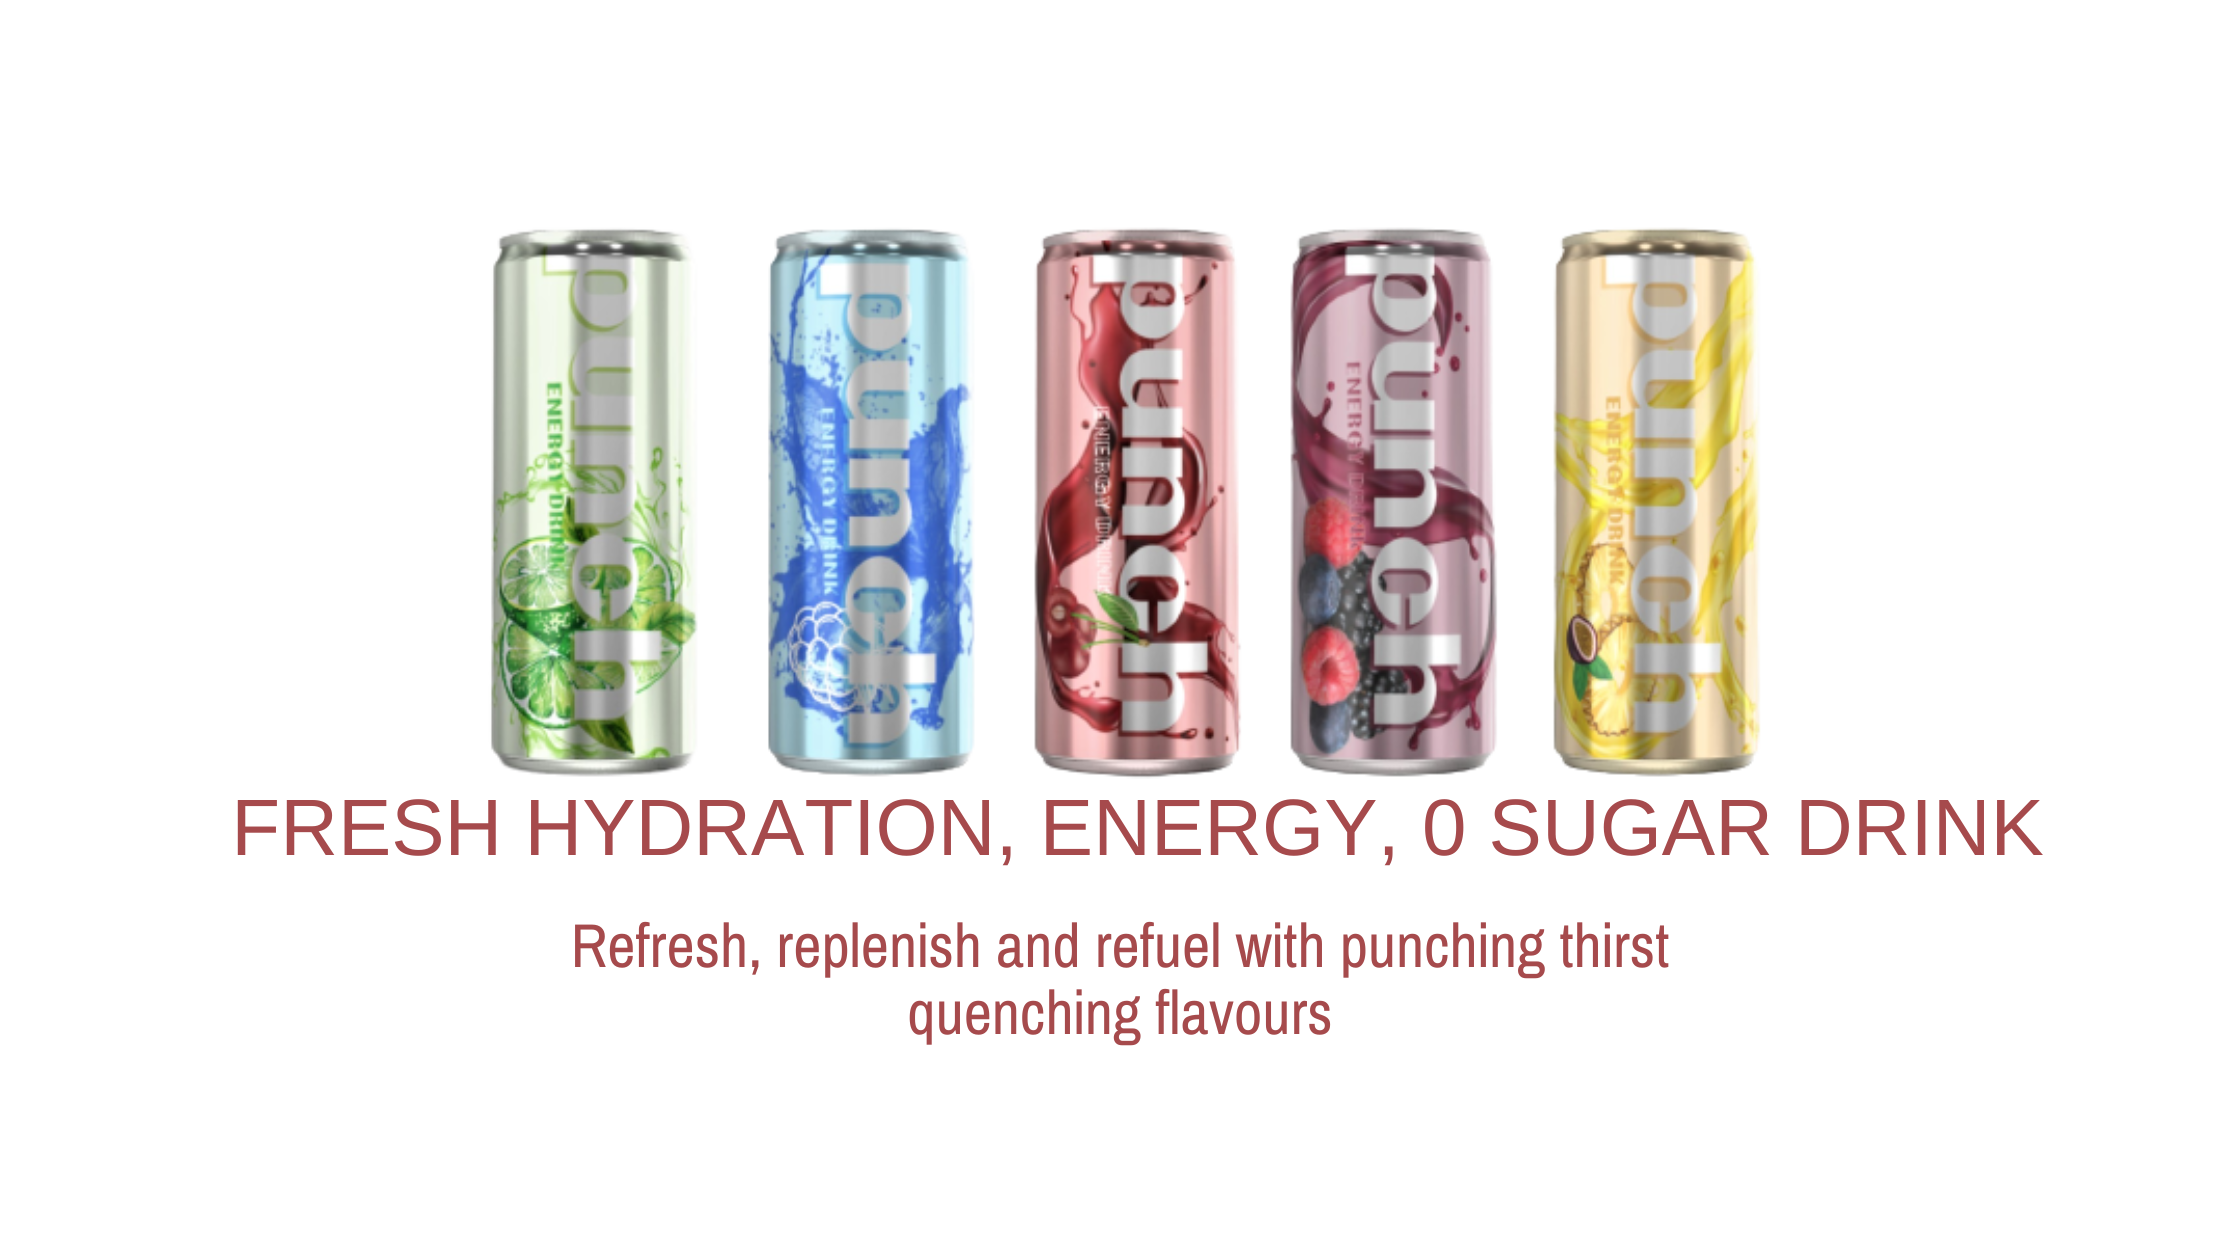 punch
ENERGY DRINK
punch
ENERGY DRINK
punch
ENERGY
punch
ENERGY DRINK
punch
ENERGY DRINK
FRESH HYDRATION, ENERGY, 0 SUGAR DRINK
Refresh, replenish and refuel with punching thirst
quenching flavours